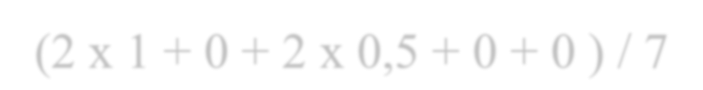 (2 x 1 + 0 + 2 x 0,5 + 0 + 0 ) / 7